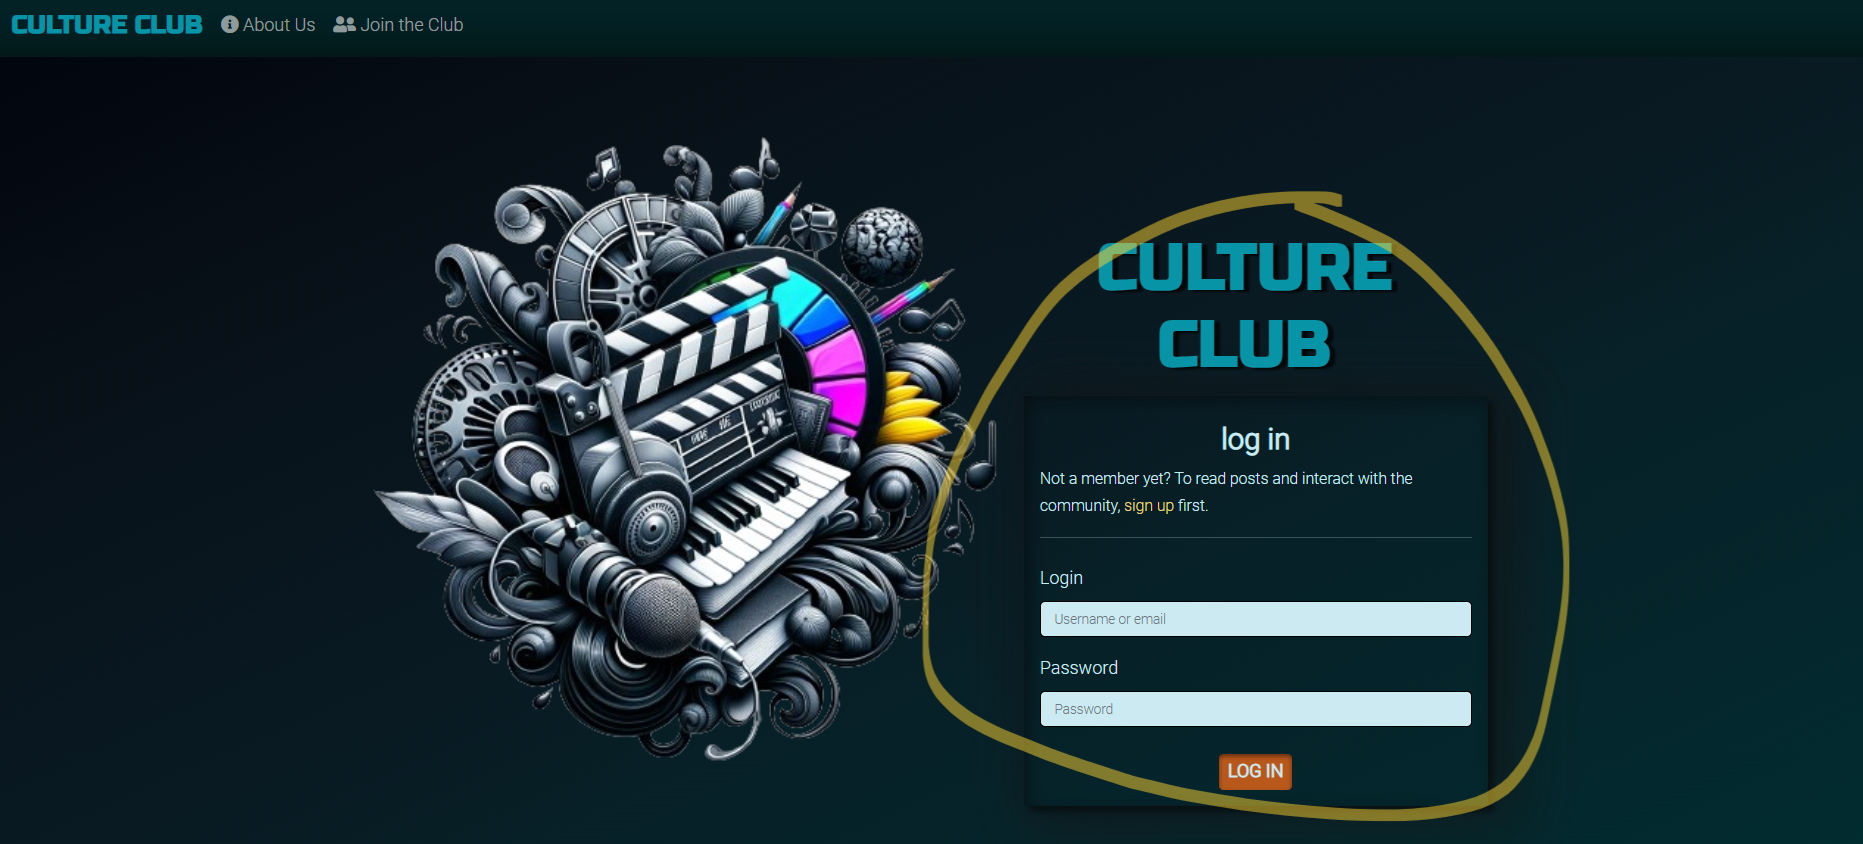 CULTURE CLUB About Us Join the Club
CULTURE
CLUB
log in
Not a member yet? To read posts and interact with the
community, sign up first.
Login
Username or email
Password
Password
LOG IN